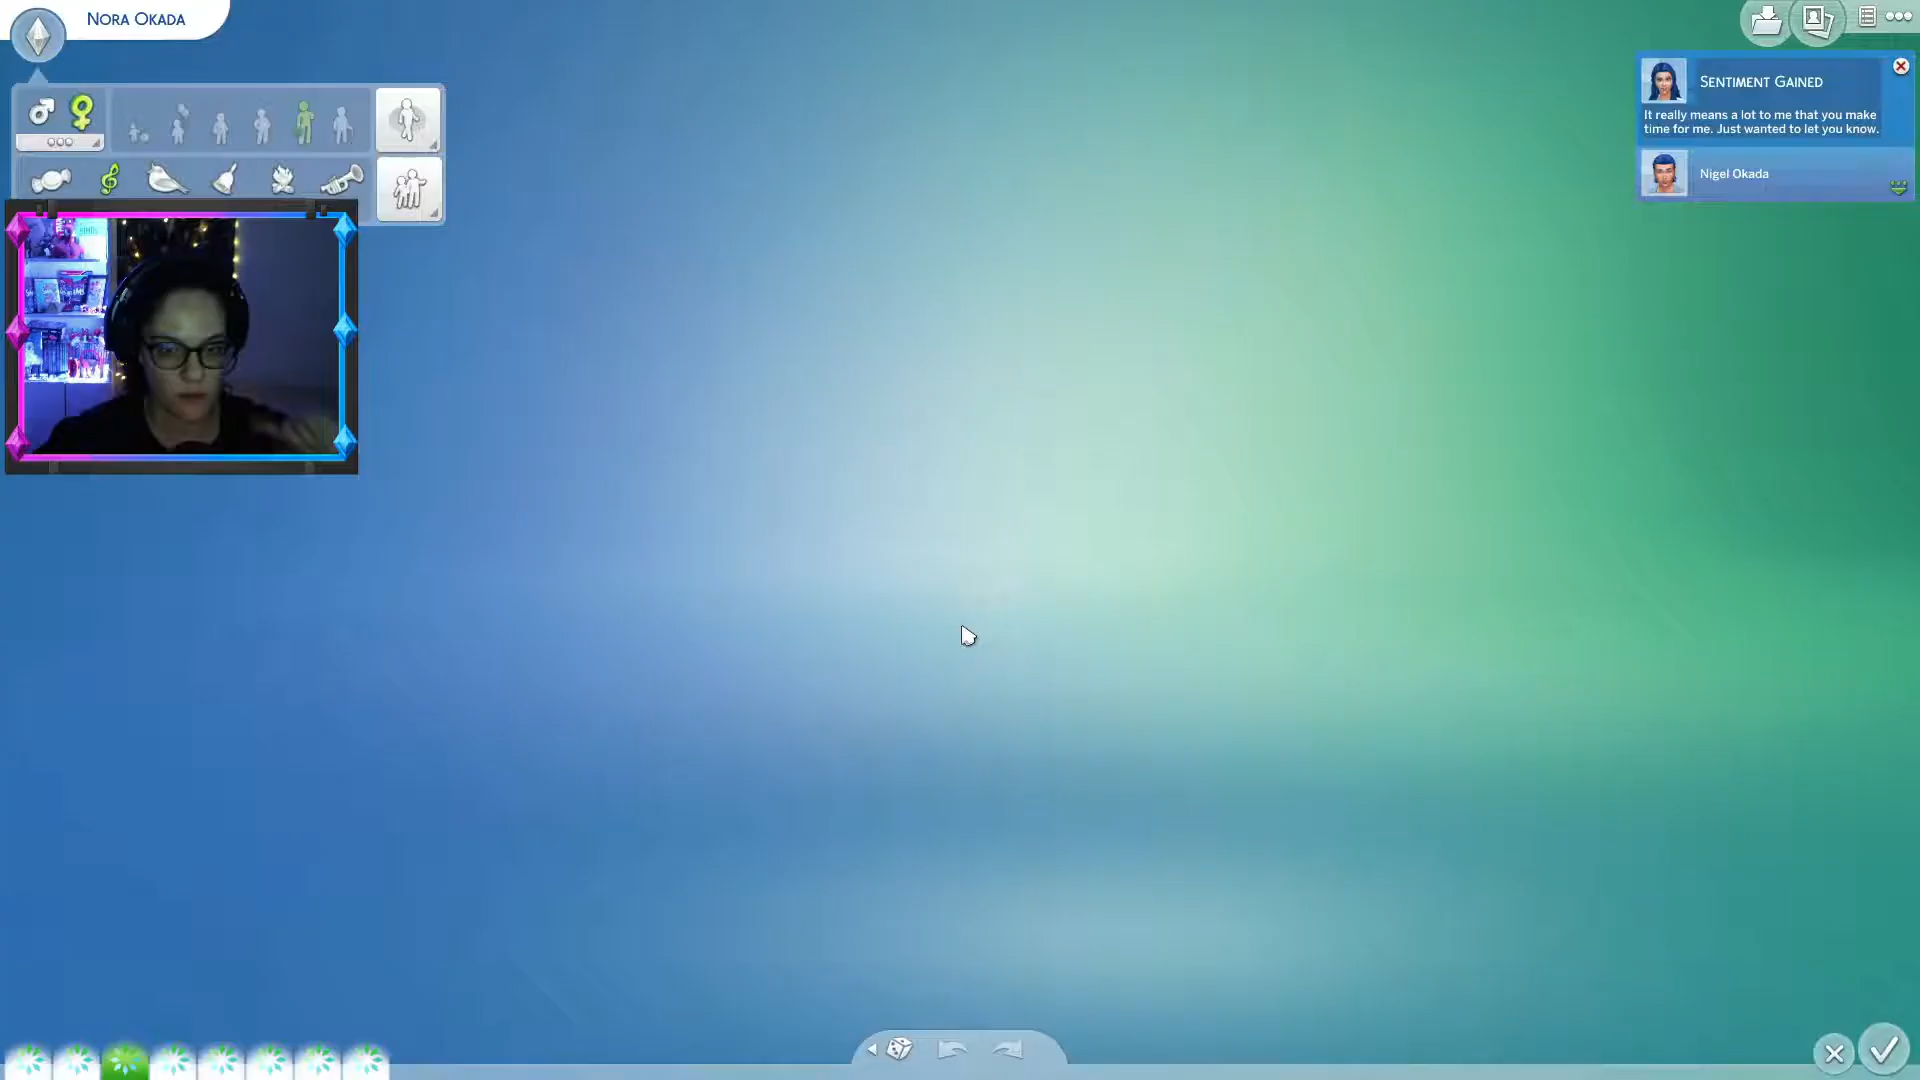 NORA OKADA
SENTIMENT GAINED
It really means a lot to me that you make
time for me. Just wanted to let you know.
Nigel Okada